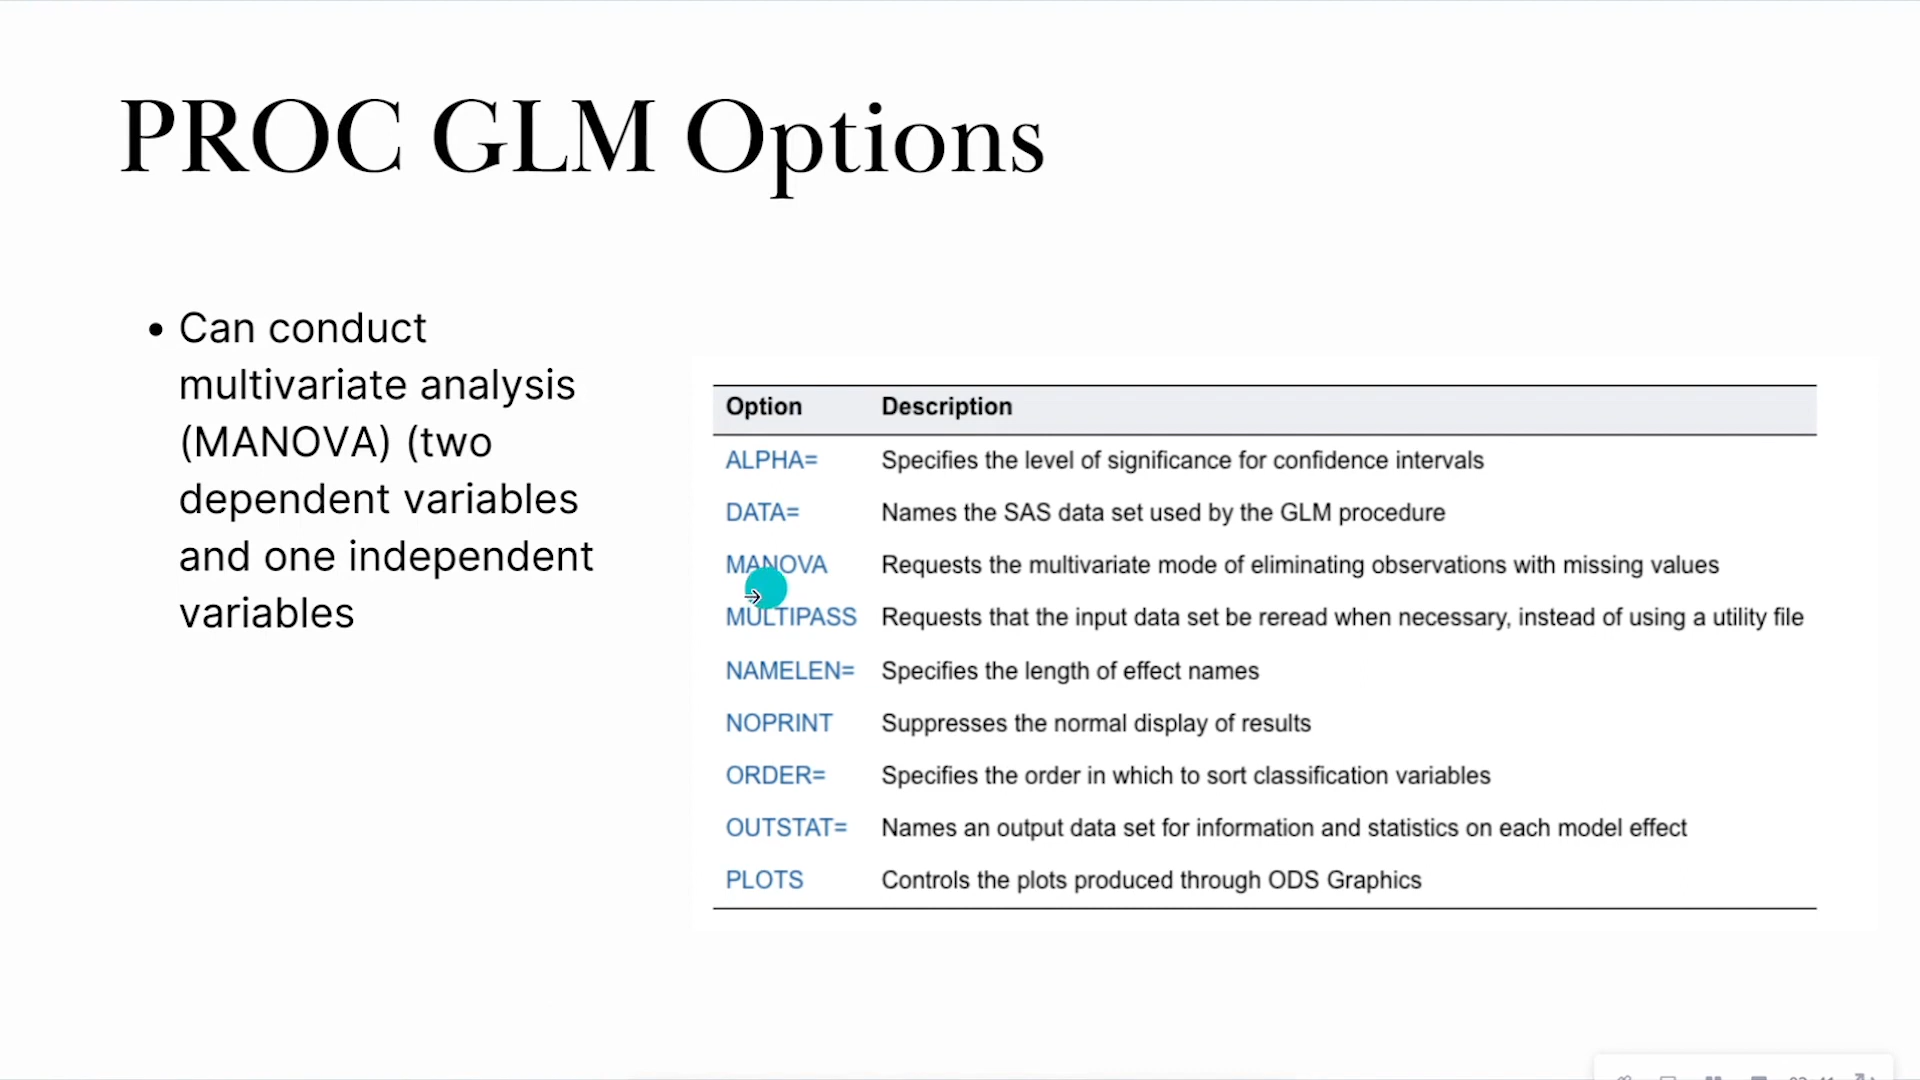 PROC GLM Options
• Can conduct
multivariate analysis
(MANOVA) (two
dependent variables
and one independent
variables
Option Description
ALPHA= Specifies the level of significance for confidence intervals
DATA= Names the SAS data set used by the GLM procedure
MANOVA Requests the multivariate mode of eliminating observations with missing values
MULTIPASS Requests that the input data set be reread when necessary, instead of using a utility file
NAMELEN= Specifies the length of effect names
NOPRINT Suppresses the normal display of results
ORDER= Specifies the order in which to sort classification variables
OUTSTAT= Names an output data set for information and statistics on each model effect
PLOTS Controls the plots produced through ODS Graphics